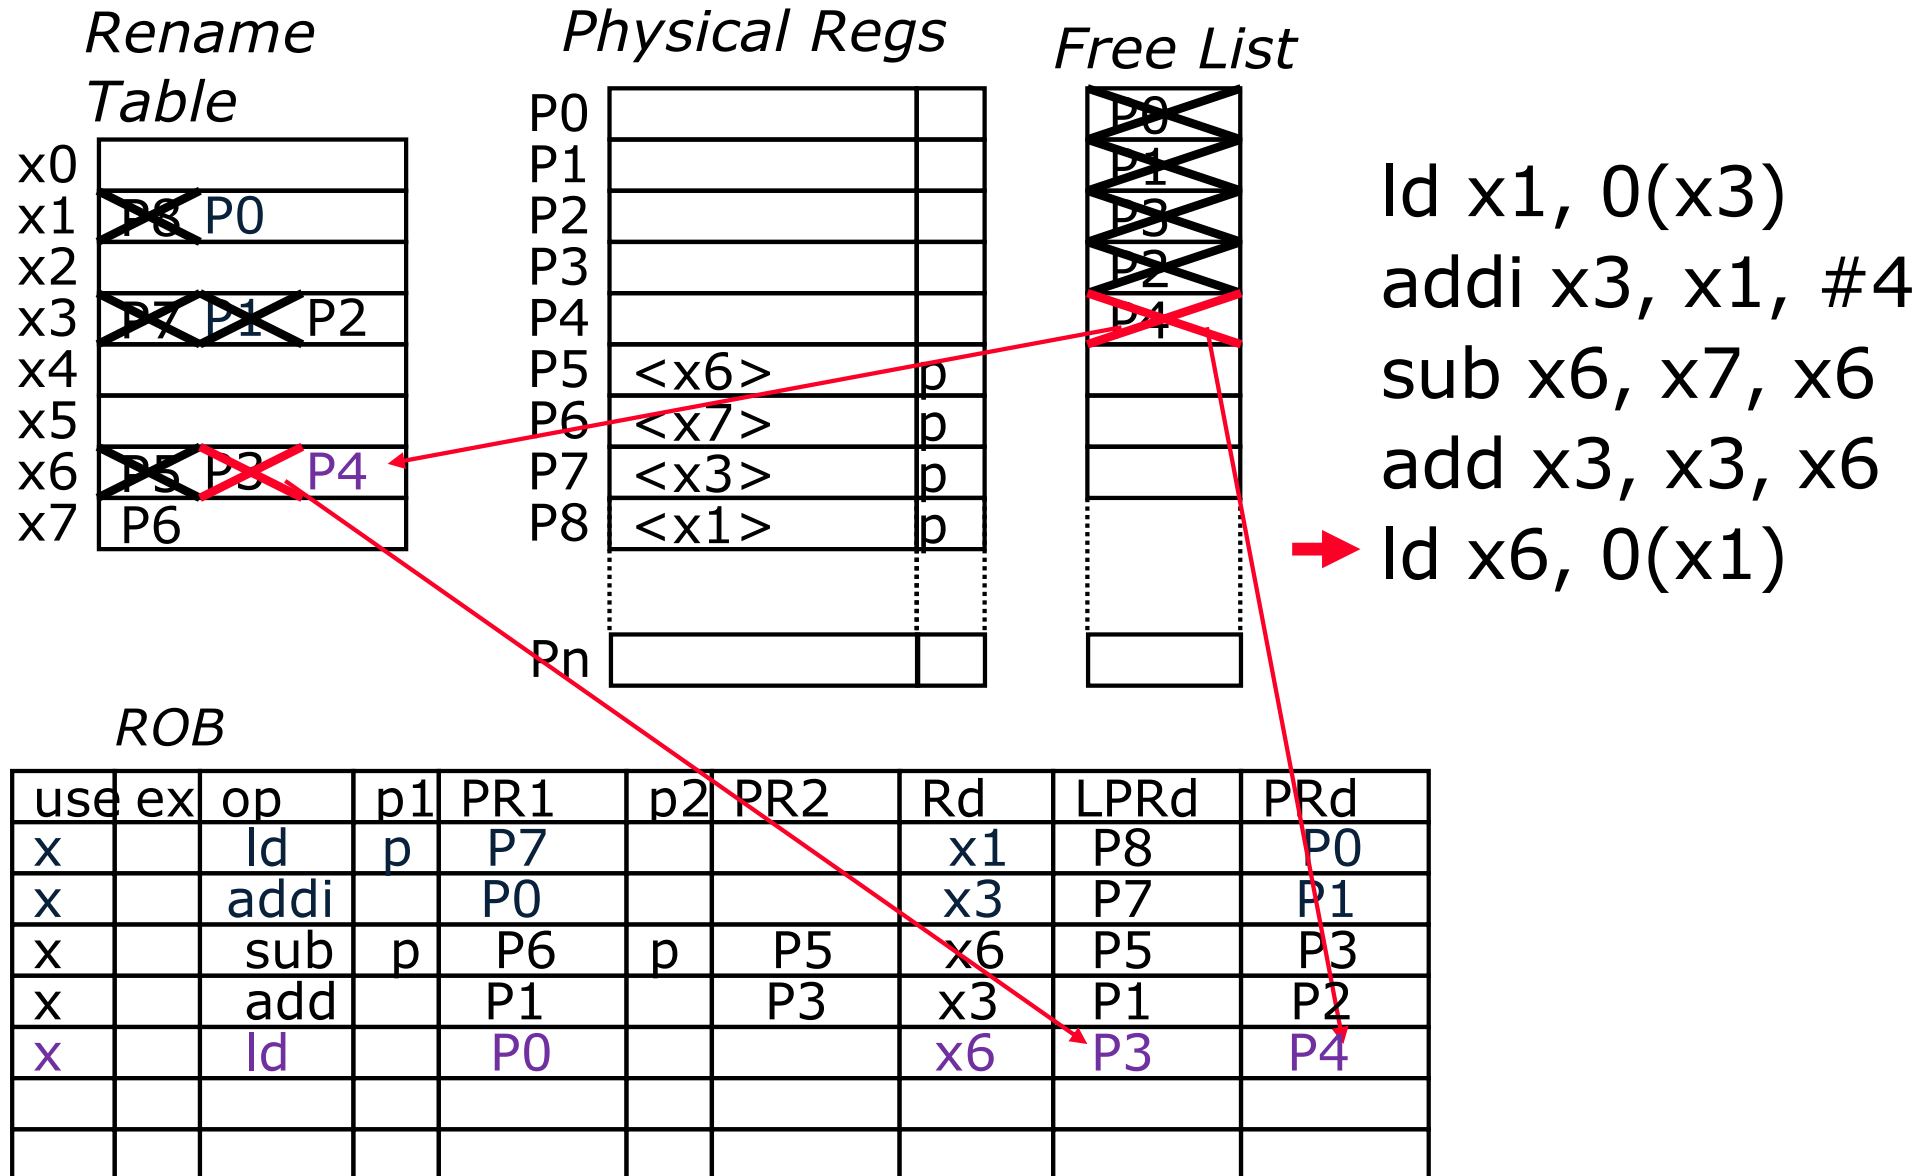 Rename
Table
Physical Regs
Free List
x0
x1 P8 P0
x2
x3 P7 P1 P2
x4
x5
x6 P5 P3 P4
x7 P6
P0
P1
P2
P3
P4
P5 <x6> p
P6 <x7> p
P7 <x3> p
P8 <x1> p
Pn
P0
P1
P3
P2
P4
ld x1, 0(x3)
addi x3, x1, #4
sub x6, x7, x6
add x3, x3, x6
ld x6, 0(x1)
ROB
use ex op p1 PR1 p2 PR2 Rd LPRd PRd
x ld p P7 x1 P8 P0
x addi P0 x3 P7 P1
x sub p P6 p P5 x6 P5 P3
x add P1 P3 x3 P1 P2
x ld P0 x6 P3 P4